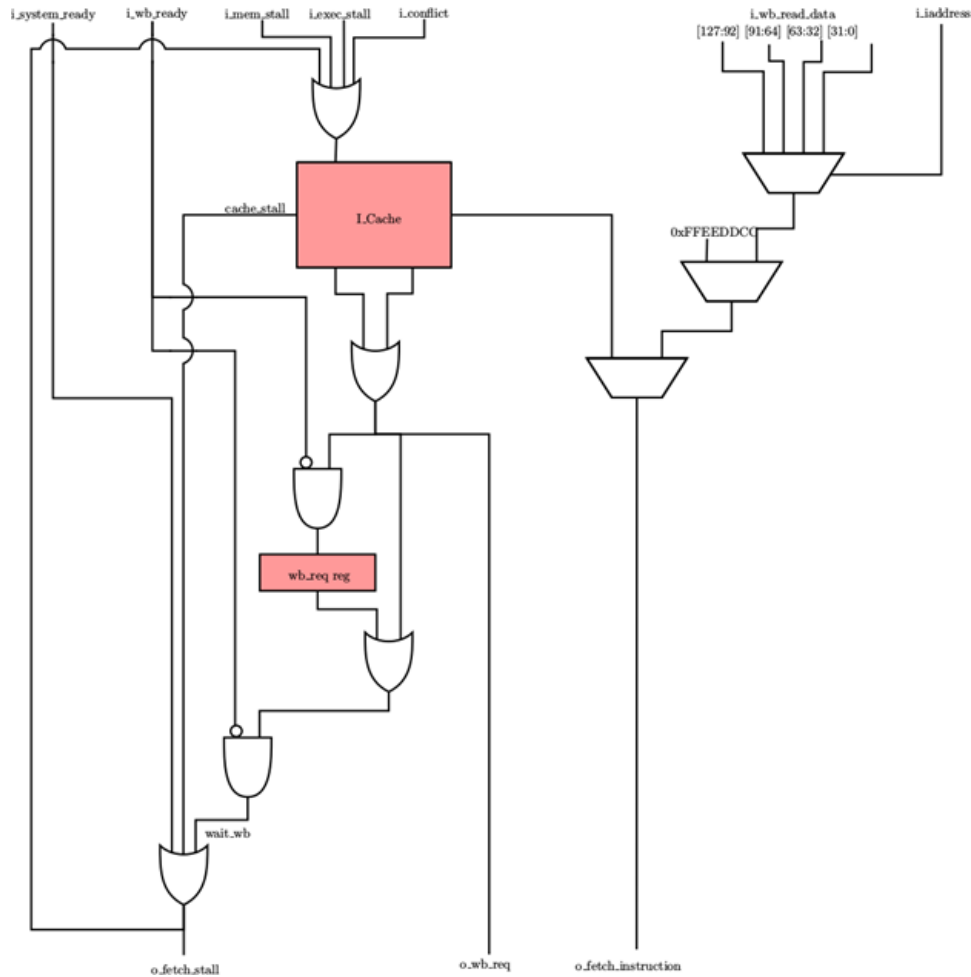 i_system_ready i_wb_ready i_mem_stall i_exec_stall i_conflict i_wb_read_data i_iaddress
[127:92] [91:64] [63:32] [31:0]
cache_stall
I_Cache
0xFFEEDDCC
wb_req reg
wait_wb
o_fetch_stall o_wb_req o_fetch_instruction